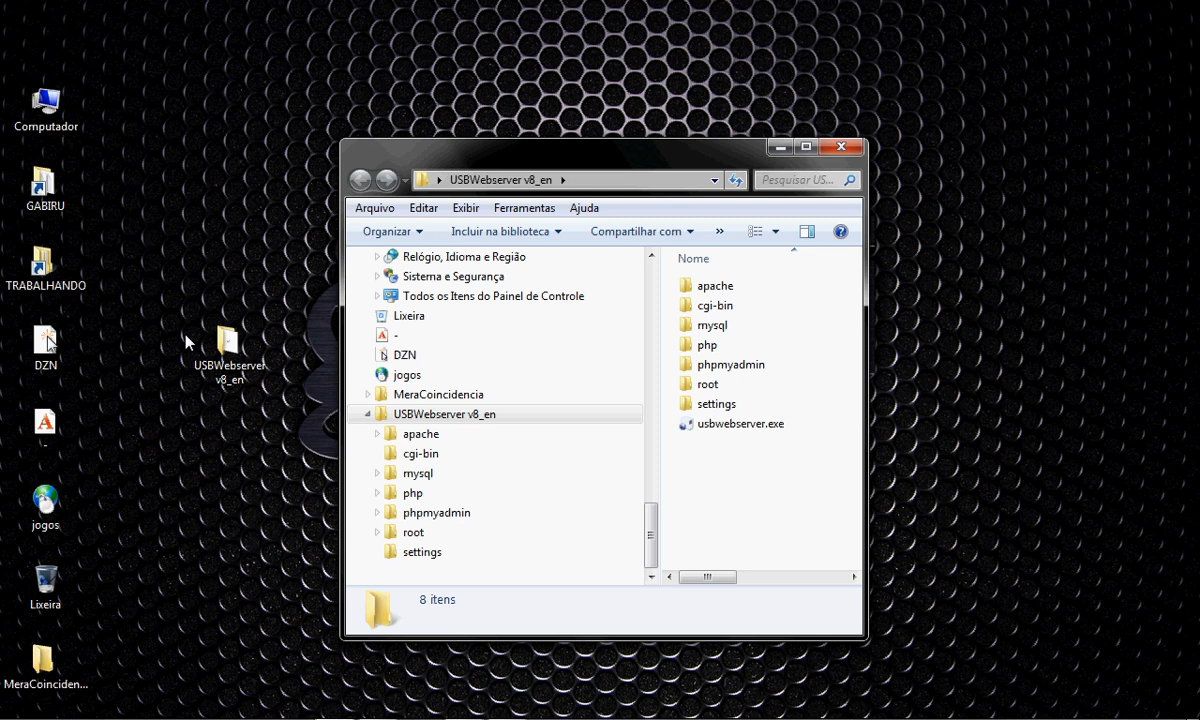 Computador
GABIRU
TRABALHANDO
DZN
-
jogos
Lixeira
MeraCoinciden...
USBWebserver
v8_en
USBWebserver v8_en
Pesquisar US...
Arquivo Editar Exibir Ferramentas Ajuda
Organizar Incluir na biblioteca Compartilhar com »
Relógio, Idioma e Região
Sistema e Segurança
Todos os Itens do Painel de Controle
Lixeira
-
DZN
jogos
MeraCoincidencia
USBWebserver v8_en
apache
cgi-bin
mysql
php
phpmyadmin
root
settings
Nome
apache
cgi-bin
mysql
php
phpmyadmin
root
settings
usbwebserver.exe
8 itens